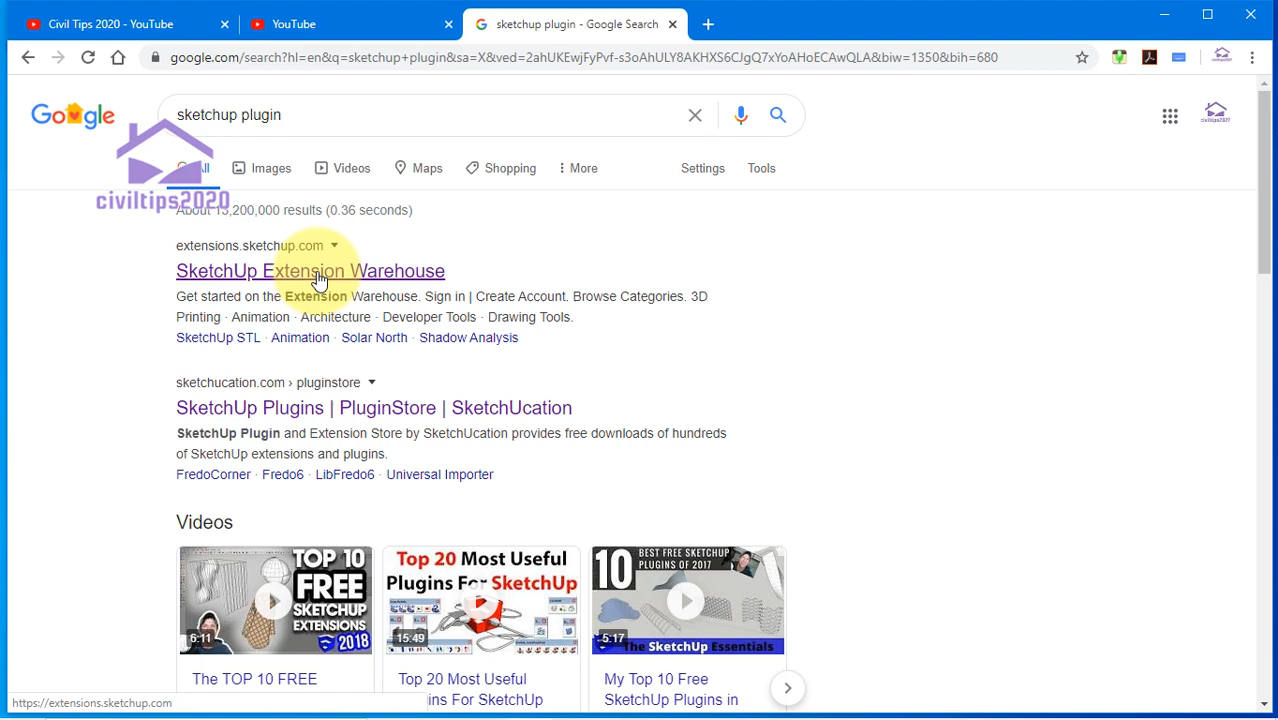 Civil Tips 2020 - YouTube
YouTube
sketchup plugin - Google Search
google.com/search?hl=en&q=sketchup+plugin&sa=X&ved=2ahUKEwjFyPvf-s3oAhULY8AKHXS6CJgQ7xYoAHoECAwQLA&biw=1350&bih=680
Google
sketchup plugin
civiltips2020
All
Images
Videos
Maps
Shopping
More
Settings
Tools
civiltips2020
About 13,200,000 results (0.36 seconds)
extensions.sketchup.com
SketchUp Extension Warehouse
Get started on the Extension Warehouse. Sign in | Create Account. Browse Categories. 3D
Printing · Animation · Architecture · Developer Tools · Drawing Tools.
SketchUp STL · Animation · Solar North · Shadow Analysis
sketchucation.com › pluginstore
SketchUp Plugins | PluginStore | SketchUcation
SketchUp Plugin and Extension Store by SketchUcation provides free downloads of hundreds
of SketchUp extensions and plugins.
FredoCorner · Fredo6 · LibFredo6 · Universal Importer
Videos
TOP 10
FREE
SKETCHUP
EXTENSIONS
2018
6:11
Top 20 Most Useful
Plugins For SketchUp
15:49
10
BEST FREE SKETCHUP
PLUGINS OF 2017
5:17
The SketchUp Essentials
The TOP 10 FREE
Top 20 Most Useful
ins For SketchUp
My Top 10 Free
SketchUp Plugins in
https://extensions.sketchup.com